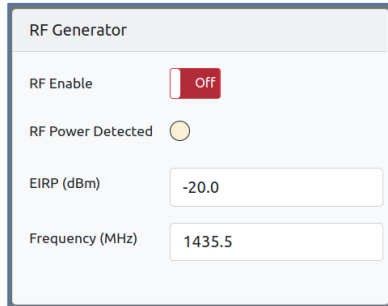 RF Generator
RF Enable Off
RF Power Detected
EIRP (dBm) -20.0
Frequency (MHz) 1435.5